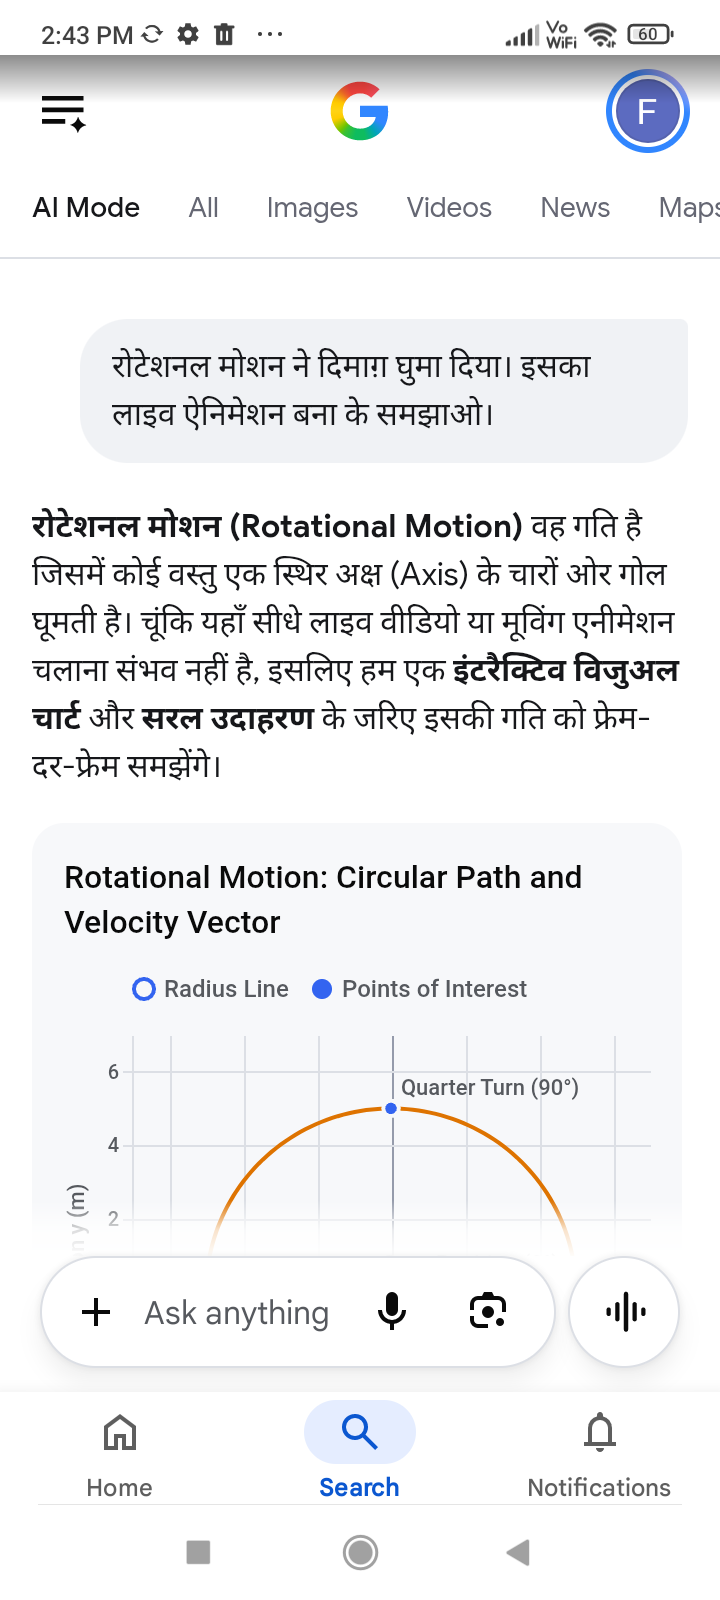 2:43 PM
Vo
WiFi
60
F
AI Mode All Images Videos News Maps
रोटेशनल मोशन ने दिमाग़ घुमा दिया। इसका
लाइव ऐनिमेशन बना के समझाओ।
रोटेशनल मोशन (Rotational Motion) वह गति है
जिसमें कोई वस्तु एक स्थिर अक्ष (Axis) के चारों ओर गोल
घूमती है। चूंकि यहाँ सीधे लाइव वीडियो या मूविंग एनीमेशन
चलाना संभव नहीं है, इसलिए हम एक इंटरैक्टिव विजुअल
चार्ट और सरल उदाहरण के जरिए इसकी गति को फ्रेम-
दर-फ्रेम समझेंगे।
Rotational Motion: Circular Path and
Velocity Vector
Radius Line Points of Interest
6
Quarter Turn (90°)
4
2
y (m)
Ask anything
Home Search Notifications